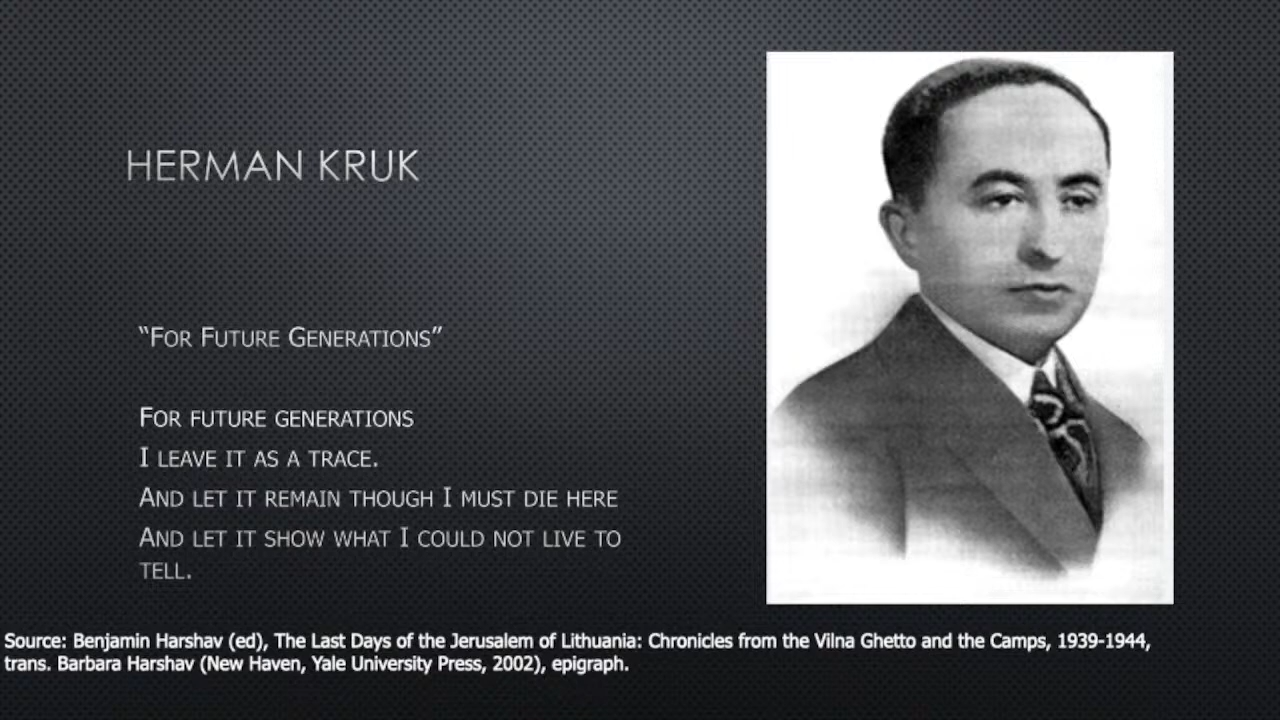 HERMAN KRUK
“FOR FUTURE GENERATIONS”
FOR FUTURE GENERATIONS
I LEAVE IT AS A TRACE.
AND LET IT REMAIN THOUGH I MUST DIE HERE
AND LET IT SHOW WHAT I COULD NOT LIVE TO
TELL.
Source: Benjamin Harshav (ed), The Last Days of the Jerusalem of Lithuania: Chronicles from the Vilna Ghetto and the Camps, 1939-1944,
trans. Barbara Harshav (New Haven, Yale University Press, 2002), epigraph.